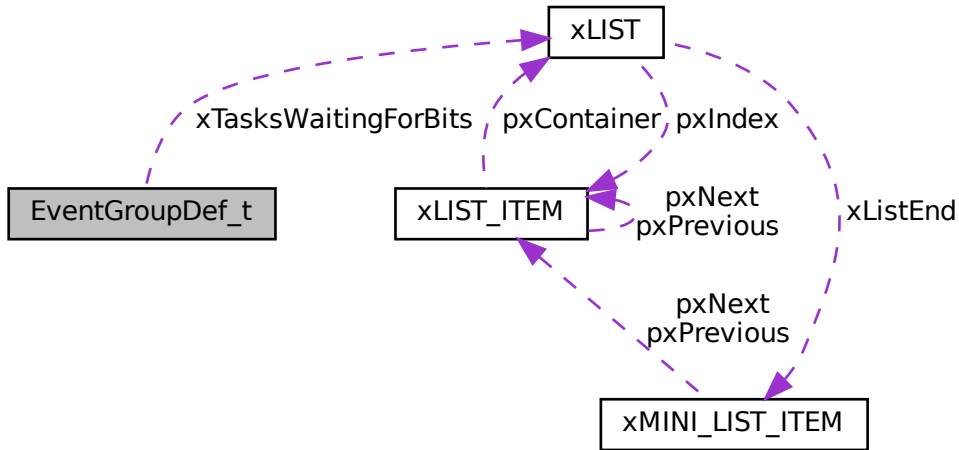 xLIST
xTasksWaitingForBits
pxContainer
pxIndex
EventGroupDef_t
xLIST_ITEM
pxNext
pxPrevious
xListEnd
pxNext
pxPrevious
xMINI_LIST_ITEM